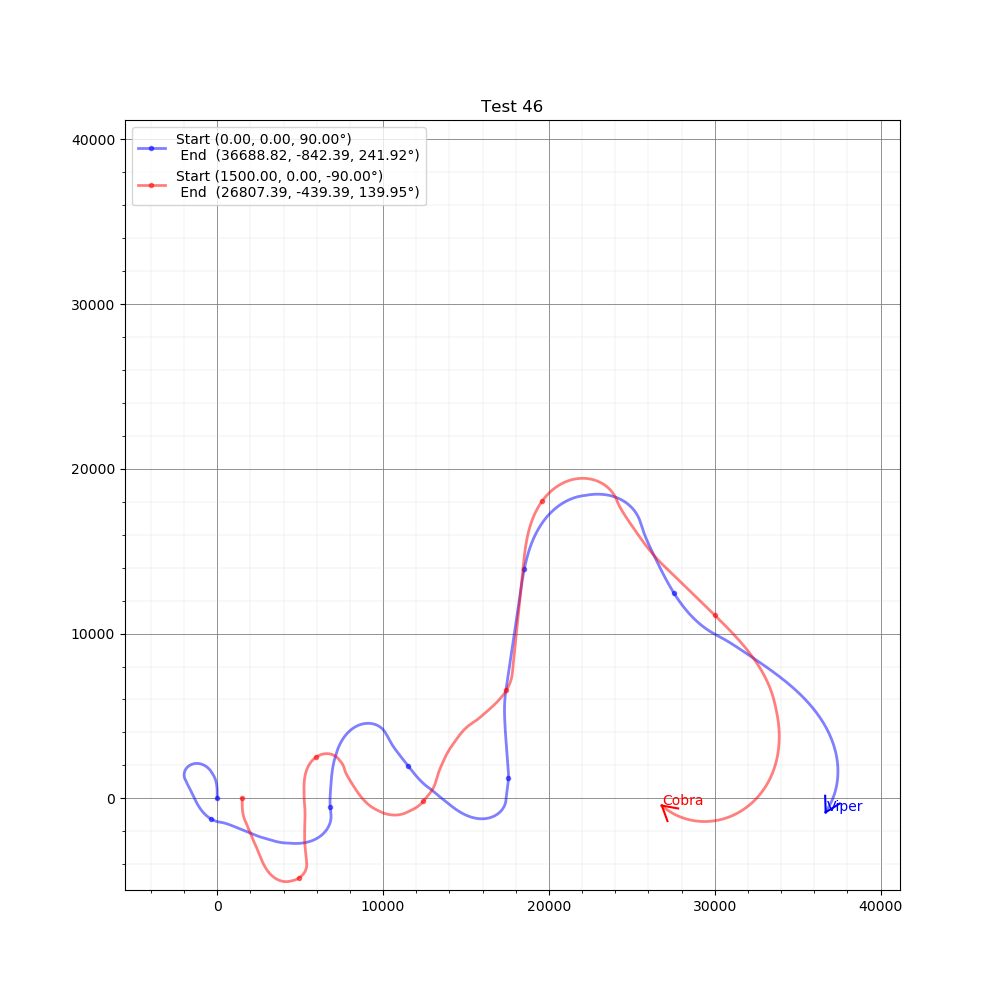 Test 46
Start (0.00, 0.00, 90.00°)
End (36688.82, -842.39, 241.92°)
Start (1500.00, 0.00, -90.00°)
End (26807.39, -439.39, 139.95°)
40000
30000
20000
10000
0
Cobra
Viper
0 10000 20000 30000 40000